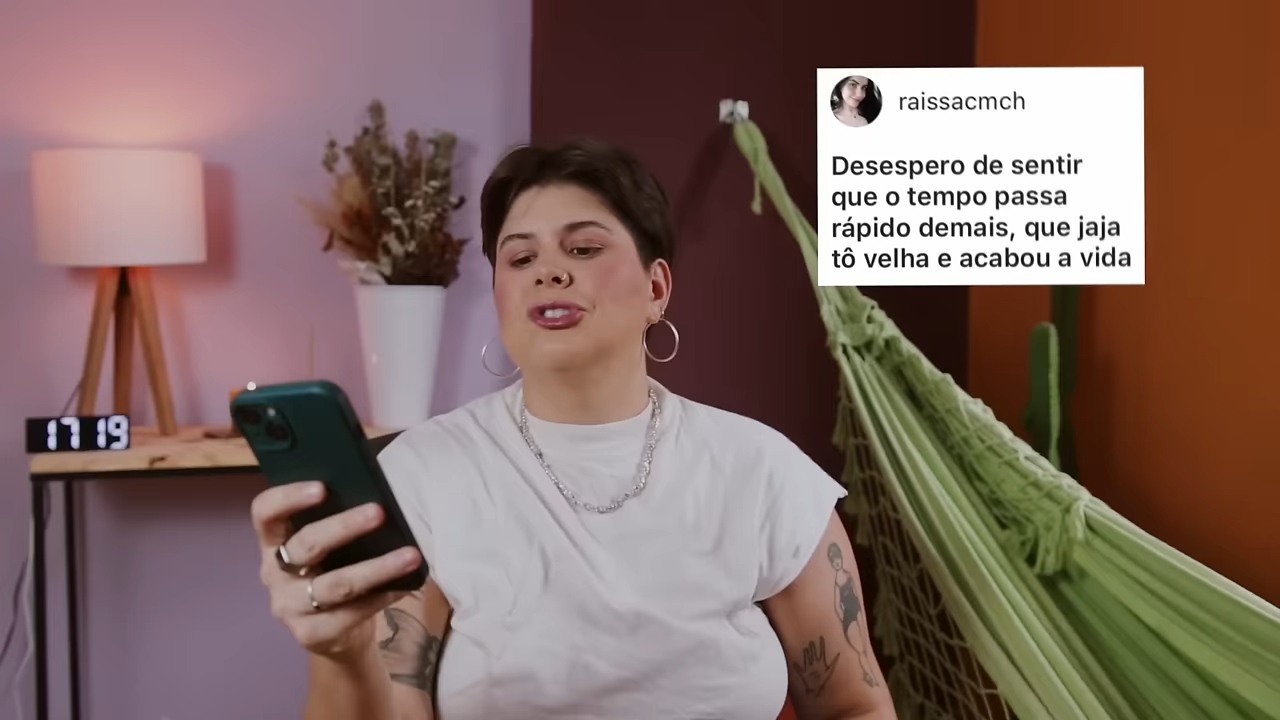 raissacmch
Desespero de sentir
que o tempo passa
rápido demais, que jaja
tô velha e acabou a vida
17 19